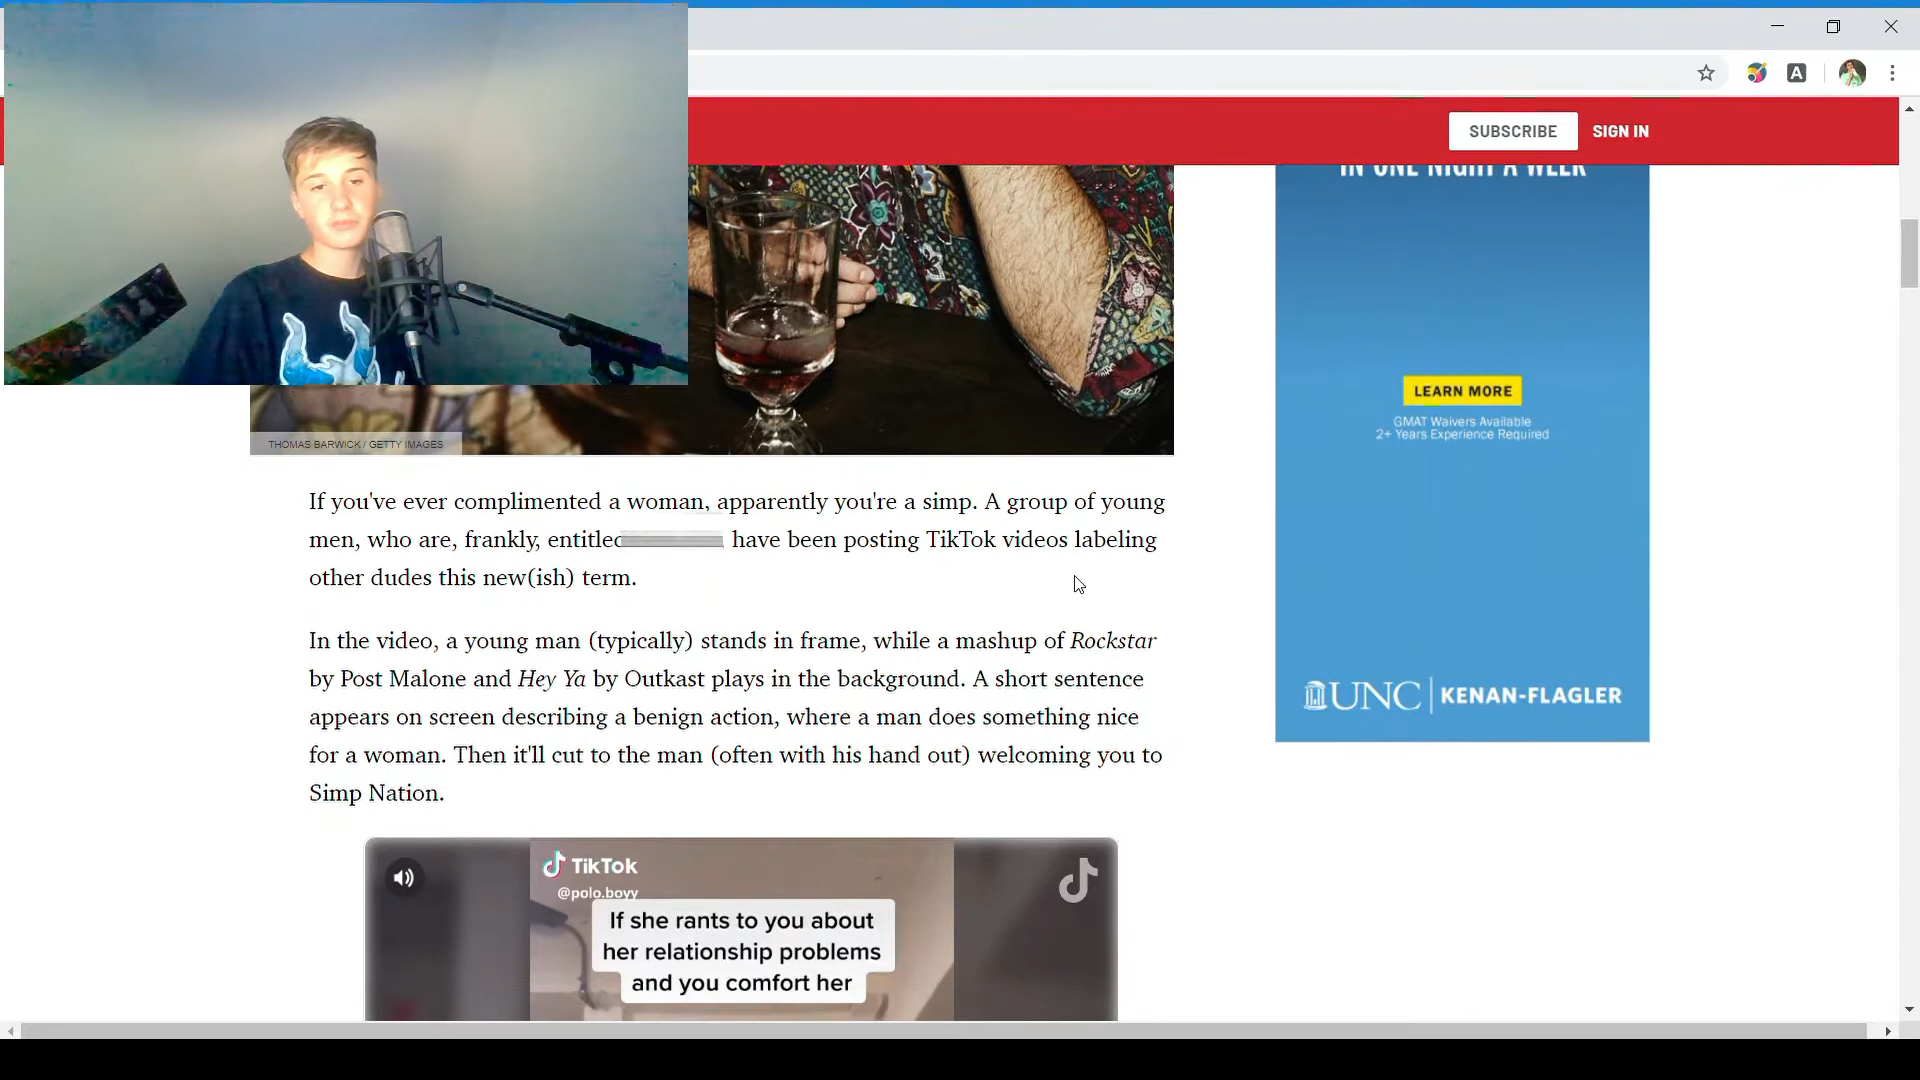 SUBSCRIBE
SIGN IN
IN ONE NIGHT A WEEK
THOMAS BARWICK / GETTY IMAGES
LEARN MORE
GMAT Waivers Available
2+ Years Experience Required
UNC KENAN-FLAGLER
If you've ever complimented a woman, apparently you're a simp. A group of young
men, who are, frankly, entitled have been posting TikTok videos labeling
other dudes this new(ish) term.
In the video, a young man (typically) stands in frame, while a mashup of Rockstar
by Post Malone and Hey Ya by Outkast plays in the background. A short sentence
appears on screen describing a benign action, where a man does something nice
for a woman. Then it'll cut to the man (often with his hand out) welcoming you to
Simp Nation.
TikTok
@polo.boyy
If she rants to you about
her relationship problems
and you comfort her
A